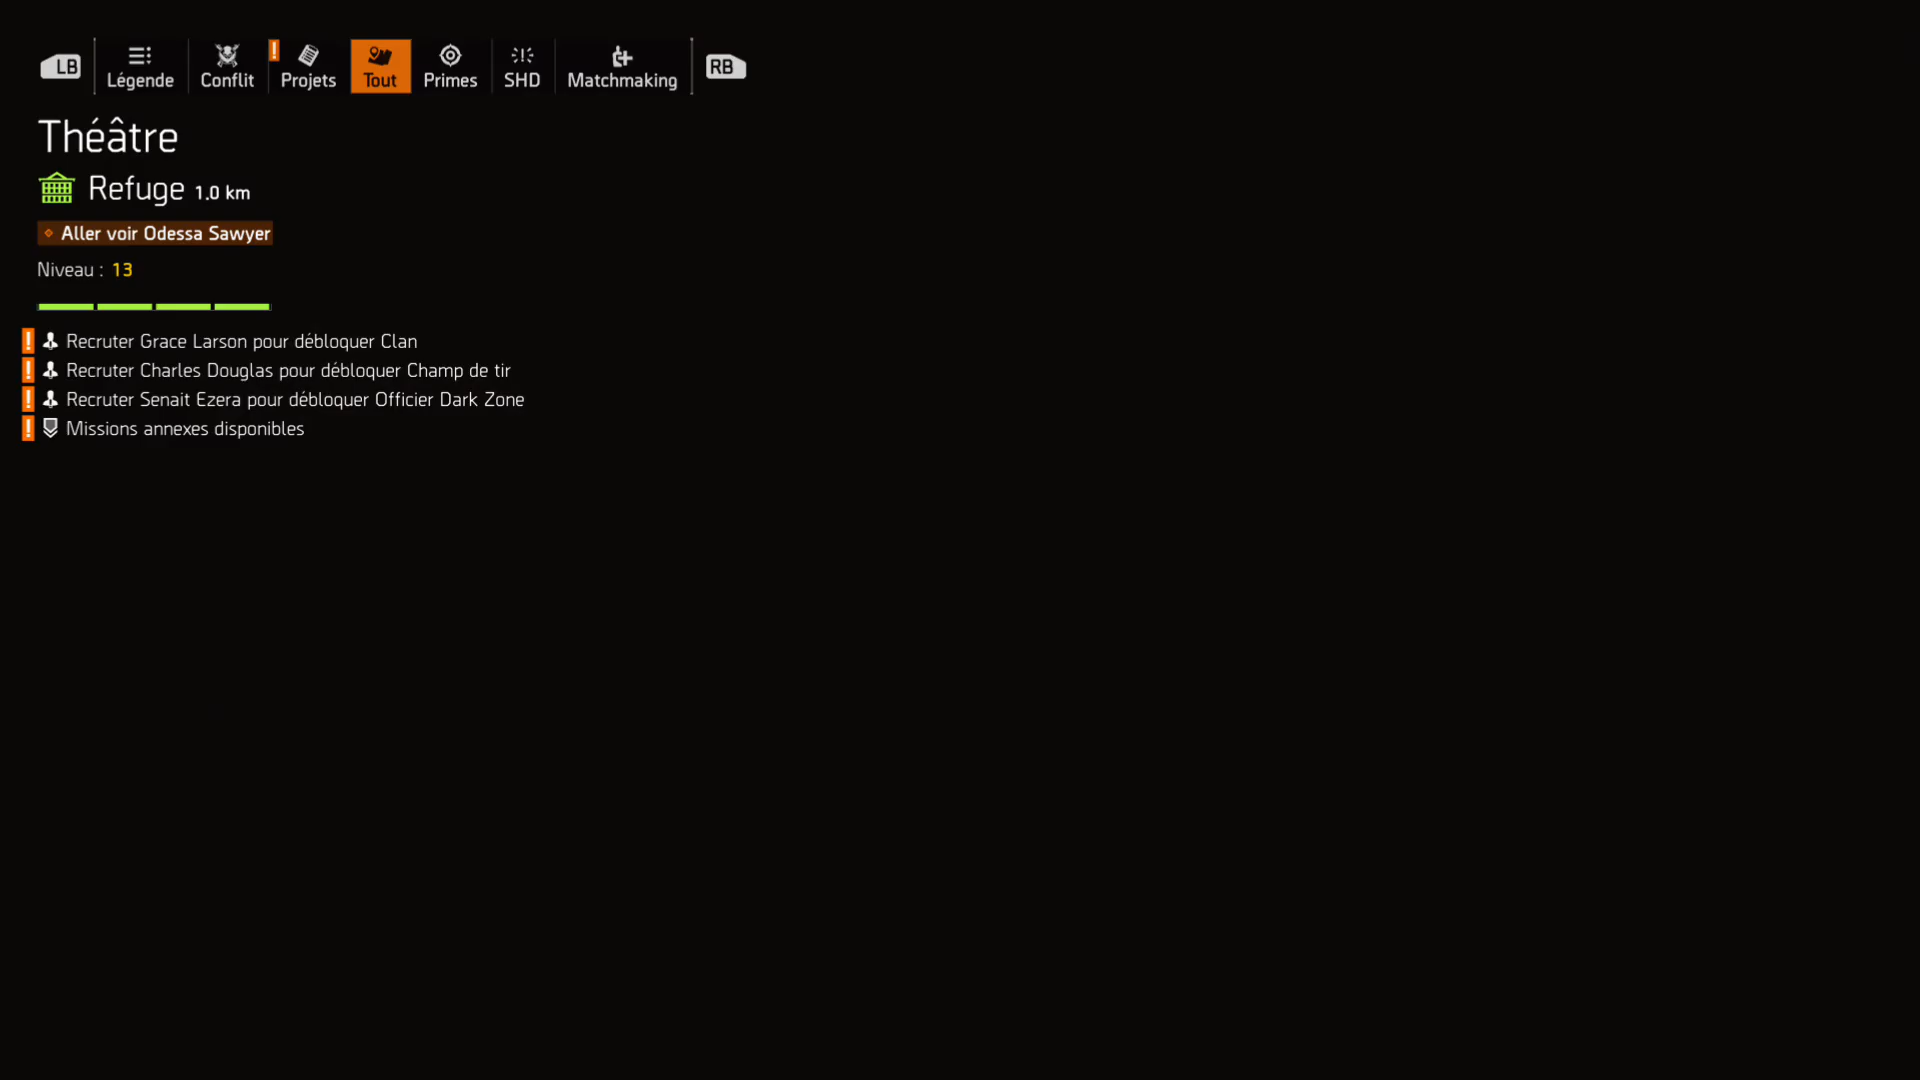 LB Légende Conflit ! Projets Tout Primes SHD Matchmaking RB
Théâtre
Refuge 1.0 km
Aller voir Odessa Sawyer
Niveau : 13
! Recruter Grace Larson pour débloquer Clan
! Recruter Charles Douglas pour débloquer Champ de tir
! Recruter Senait Ezera pour débloquer Officier Dark Zone
! Missions annexes disponibles